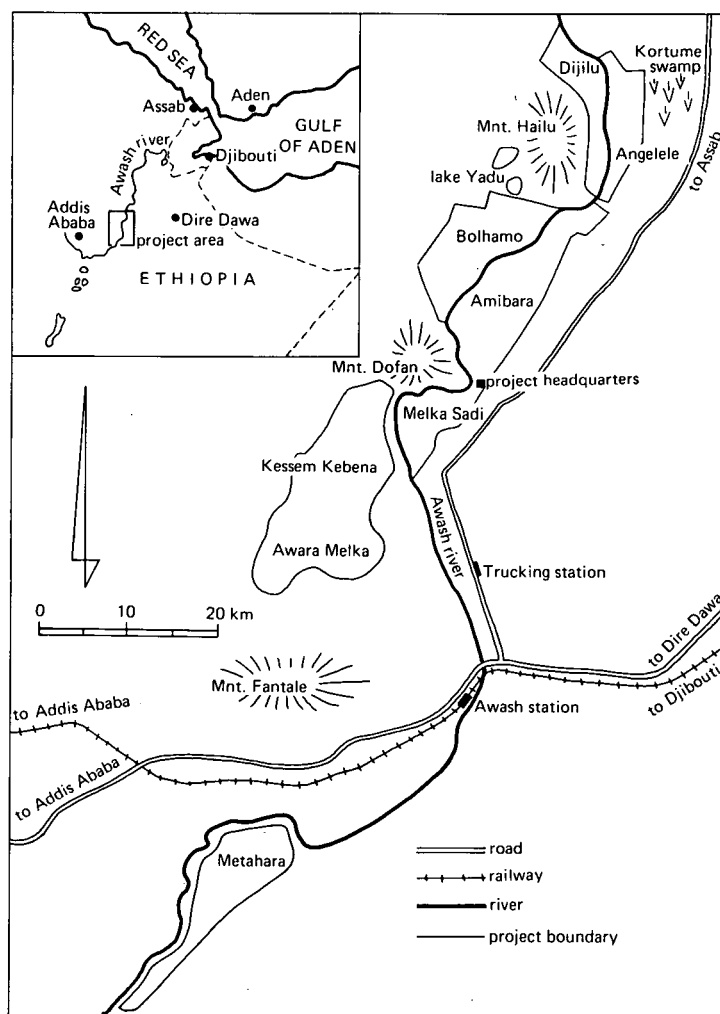 RED SEA
Assab
Aden
GULF
OF ADEN
Awash river
Djibouti
Addis
Ababa
Dire Dawa
project area
ETHIOPIA
Dijilu
Kortume
swamp
Mnt. Hailu
Angelele
lake Yadu
to Assab
Bolhamo
Amibara
Mnt. Dofan
project headquarters
Melka Sadi
Kessem Kebena
Awara Melka
Awash river
Trucking station
0 10 20 km
to Dire Dawa
Mnt. Fantale
to Djibouti
to Addis Ababa
Awash station
to Addis Ababa
Metahara
road
railway
river
project boundary